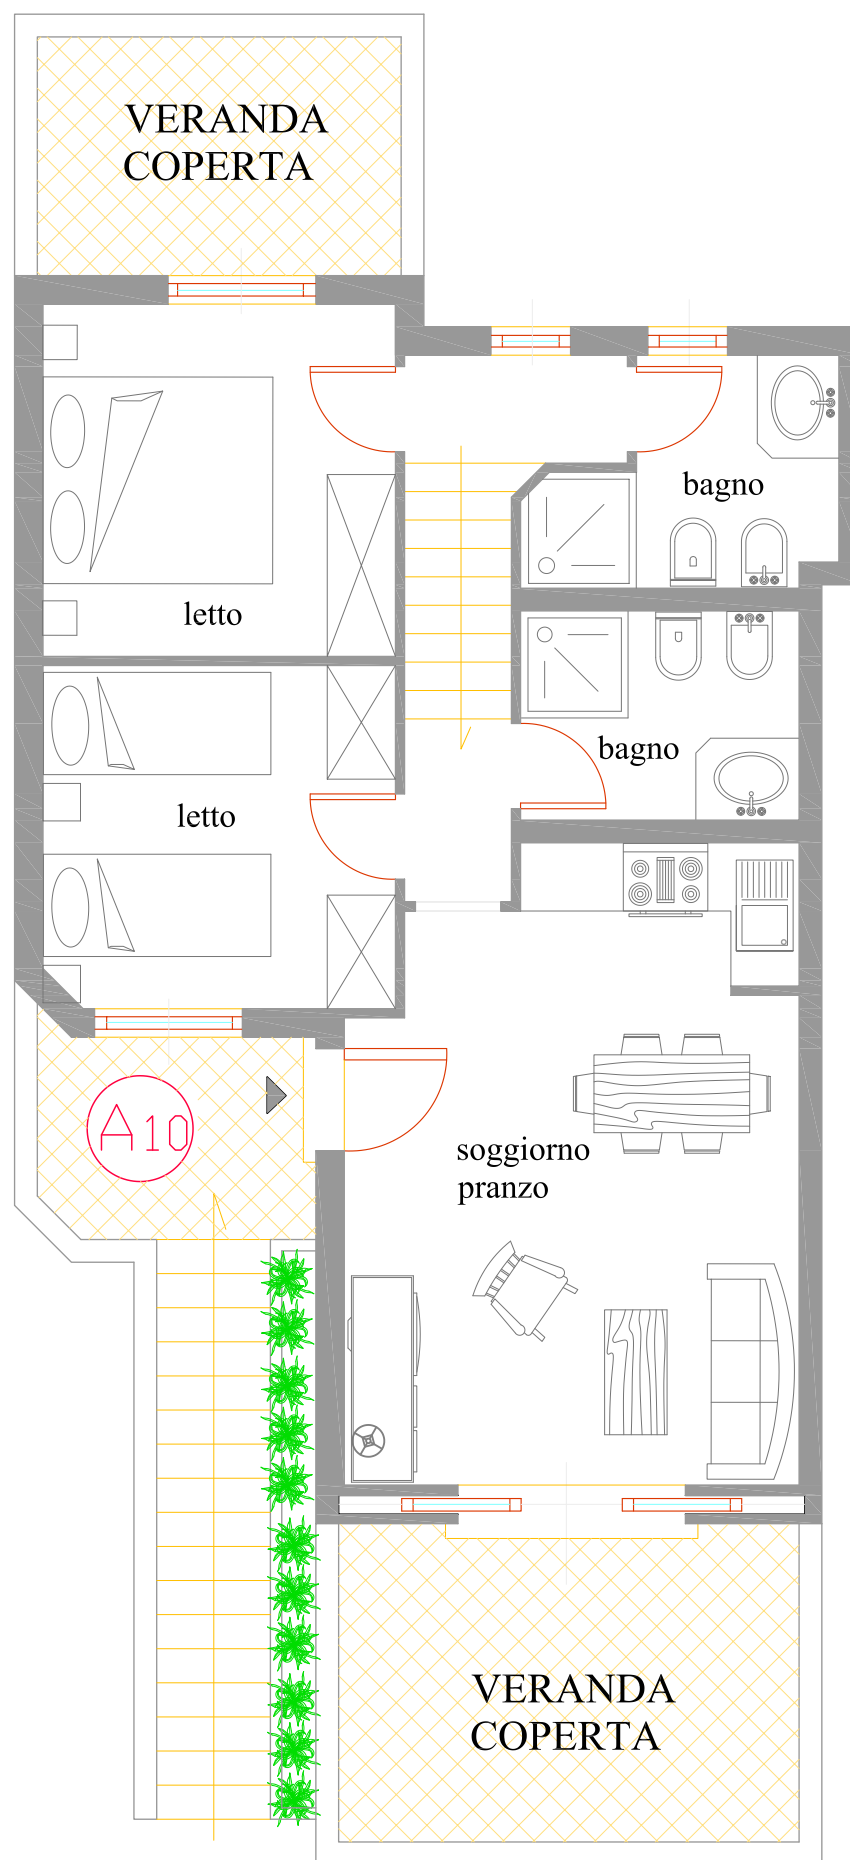 VERANDA
COPERTA
bagno
letto
bagno
letto
A10
soggiorno
pranzo
VERANDA
COPERTA